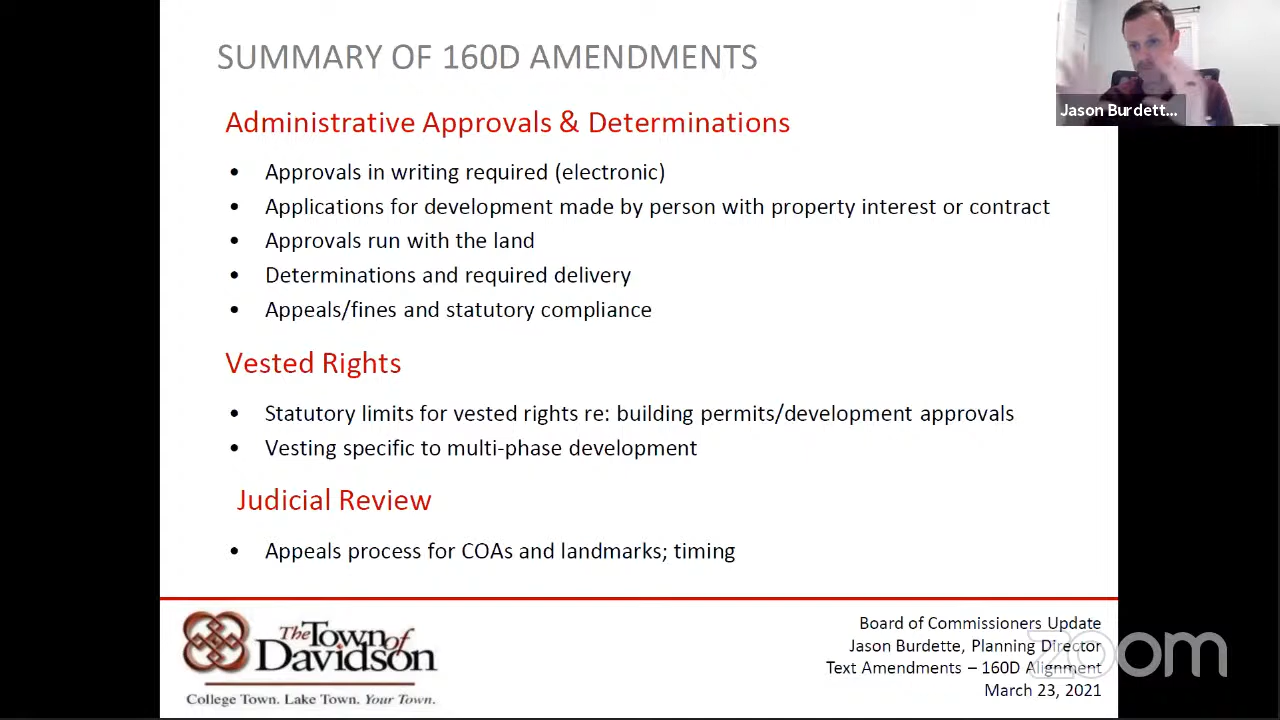 SUMMARY OF 160D AMENDMENTS
Jason Burdett...
Administrative Approvals & Determinations
• Approvals in writing required (electronic)
• Applications for development made by person with property interest or contract
• Approvals run with the land
• Determinations and required delivery
• Appeals/fines and statutory compliance
Vested Rights
• Statutory limits for vested rights re: building permits/development approvals
• Vesting specific to multi-phase development
Judicial Review
• Appeals process for COAs and landmarks; timing
The Town of
Davidson
College Town. Lake Town. Your Town.
Board of Commissioners Update
Jason Burdette, Planning Director
Text Amendments – 160D Alignment
March 23, 2021
zoom